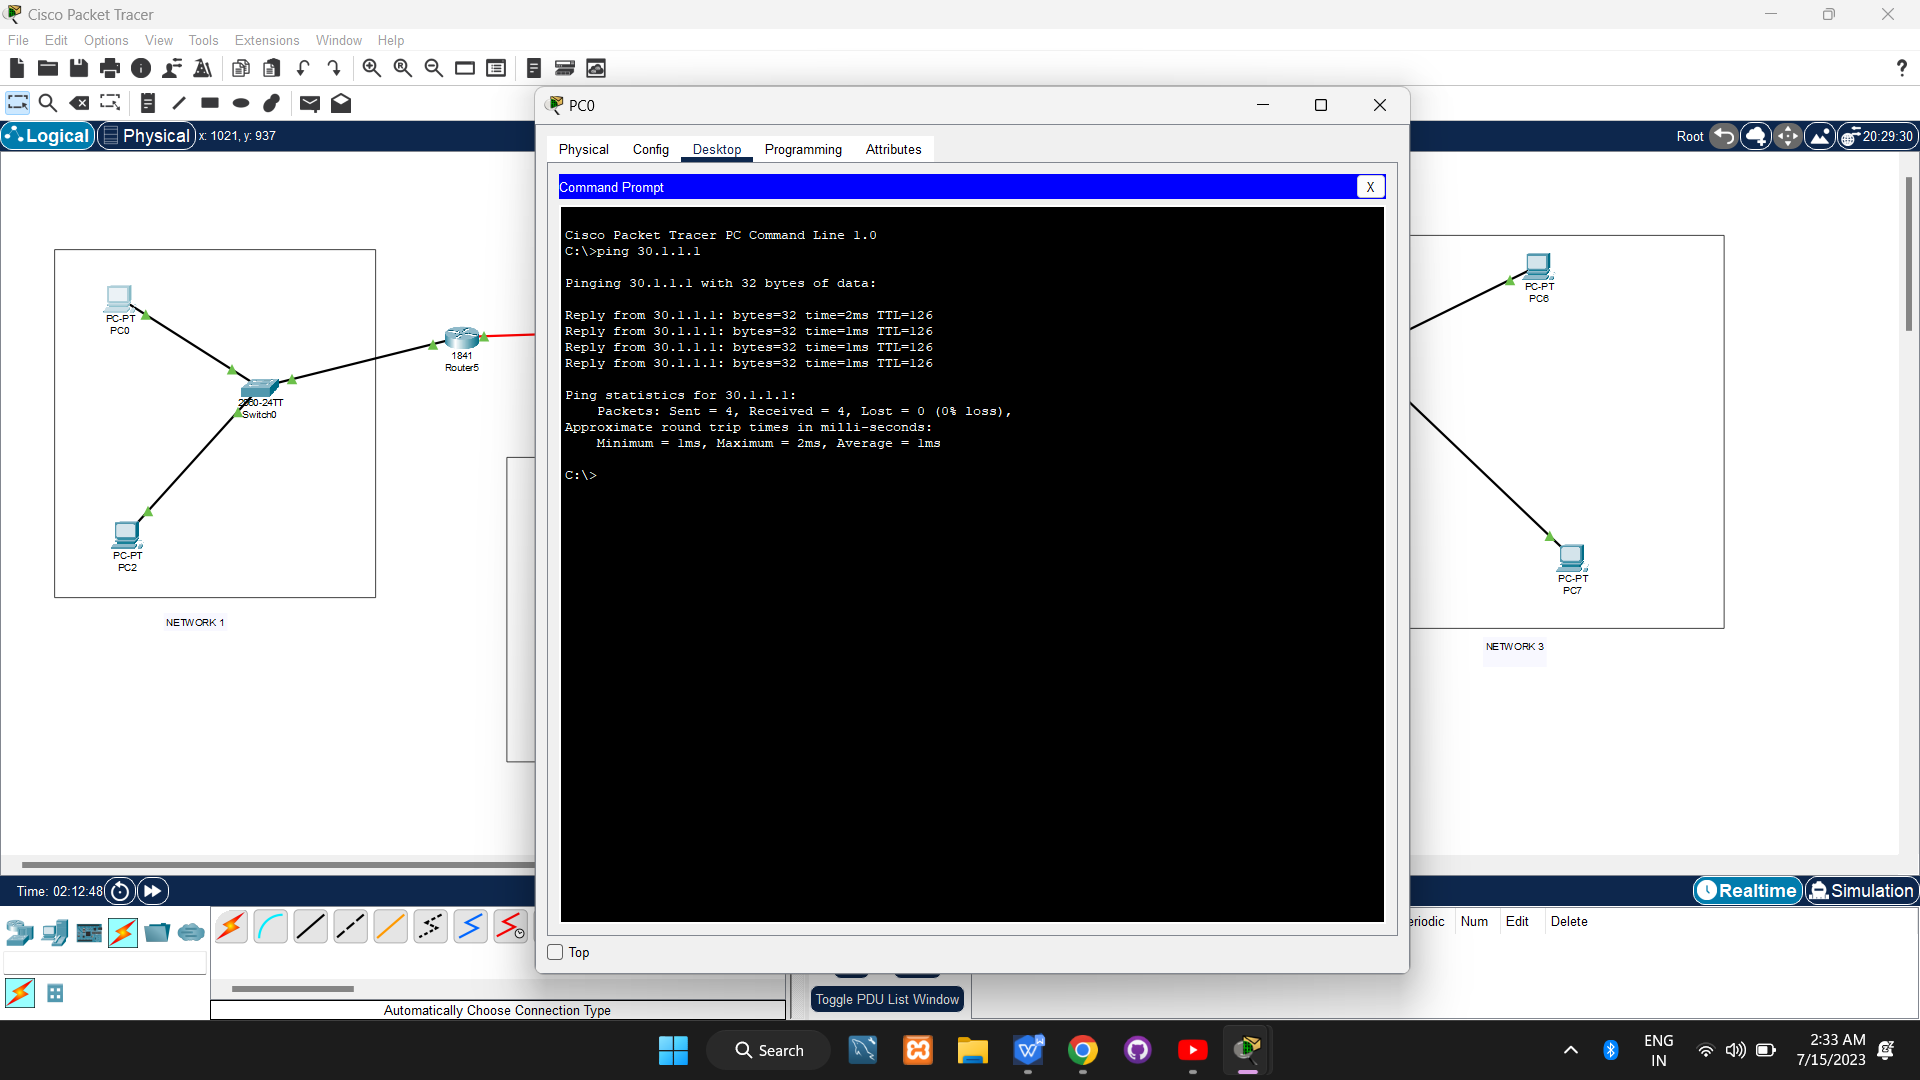 Cisco Packet Tracer
File Edit Options View Tools Extensions Window Help
Logical Physical x: 1021, y: 937
Root 20:29:30
PC0
Physical Config Desktop Programming Attributes
Command Prompt X
Cisco Packet Tracer PC Command Line 1.0
C:\>ping 30.1.1.1
Pinging 30.1.1.1 with 32 bytes of data:
Reply from 30.1.1.1: bytes=32 time=2ms TTL=126
Reply from 30.1.1.1: bytes=32 time=1ms TTL=126
Reply from 30.1.1.1: bytes=32 time=1ms TTL=126
Reply from 30.1.1.1: bytes=32 time=1ms TTL=126
Ping statistics for 30.1.1.1:
Packets: Sent = 4, Received = 4, Lost = 0 (0% loss),
Approximate round trip times in milli-seconds:
Minimum = 1ms, Maximum = 2ms, Average = 1ms
C:\>
Top
PC-PT
PC0
1841
Router5
2960-24TT
Switch0
PC-PT
PC2
NETWORK 1
PC-PT
PC6
PC-PT
PC7
NETWORK 3
Time: 02:12:48
Realtime Simulation
eriodic Num Edit Delete
Toggle PDU List Window
Automatically Choose Connection Type
Search
ENG
IN
2:33 AM
7/15/2023